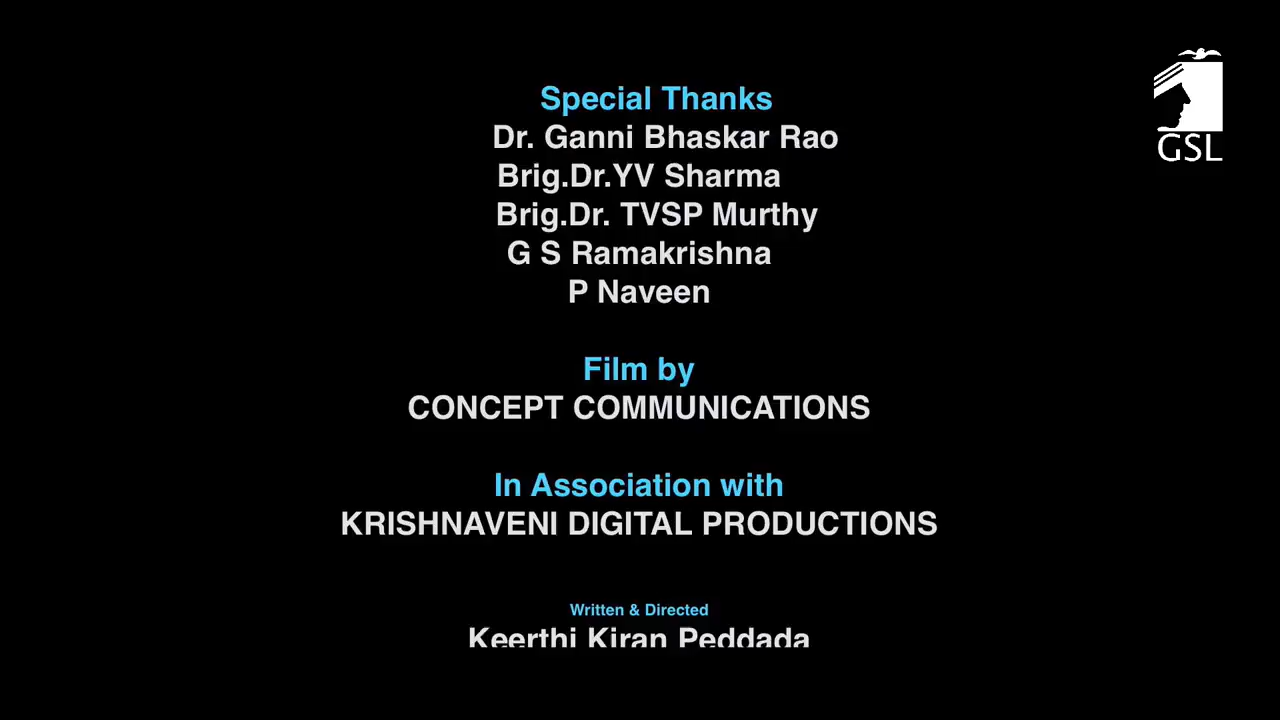 Special Thanks
Dr. Ganni Bhaskar Rao
Brig.Dr.YV Sharma
Brig.Dr. TVSP Murthy
G S Ramakrishna
P Naveen
Film by
CONCEPT COMMUNICATIONS
In Association with
KRISHNAVENI DIGITAL PRODUCTIONS
Written & Directed
Keerthi Kiran Peddada
GSL